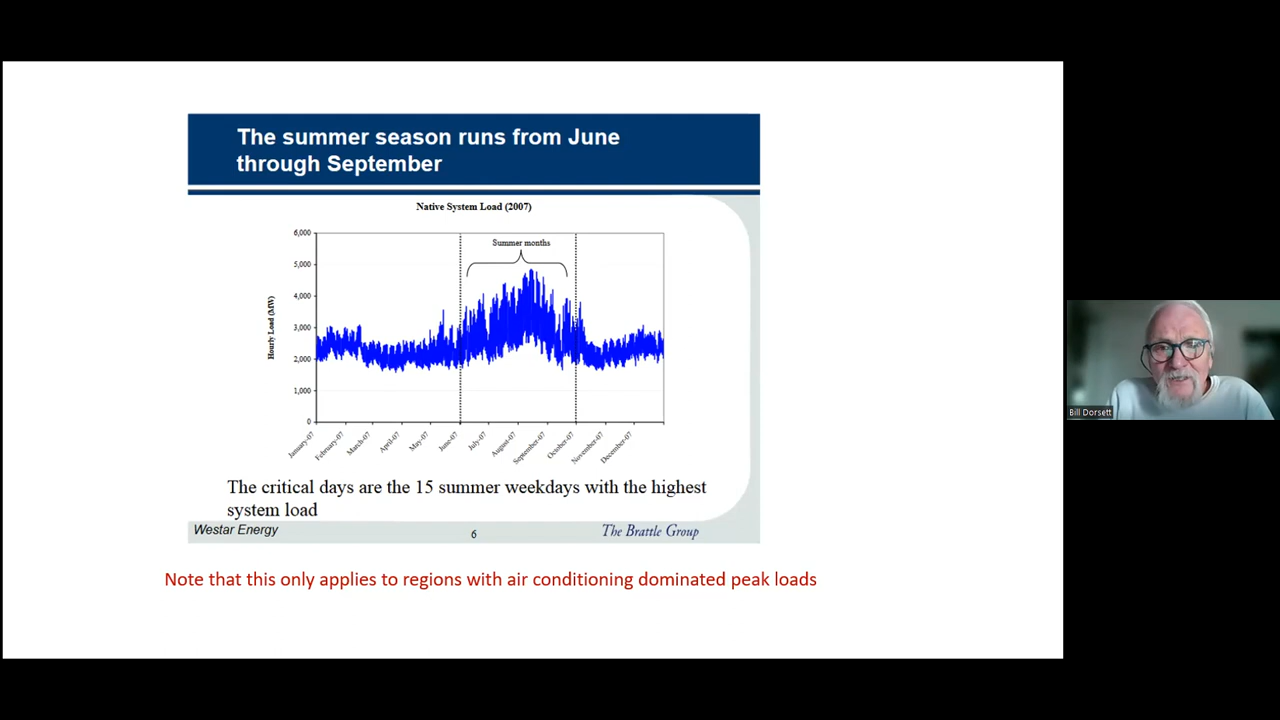 The summer season runs from June
through September
Native System Load (2007)
Summer months
Hourly Load (MW)
6,000
5,000
4,000
3,000
2,000
1,000
0
January-07
February-07
March-07
April-07
May-07
June-07
July-07
August-07
September-07
October-07
November-07
December-07
The critical days are the 15 summer weekdays with the highest
system load
Westar Energy
6
The Brattle Group
Note that this only applies to regions with air conditioning dominated peak loads
Bill Dorsett